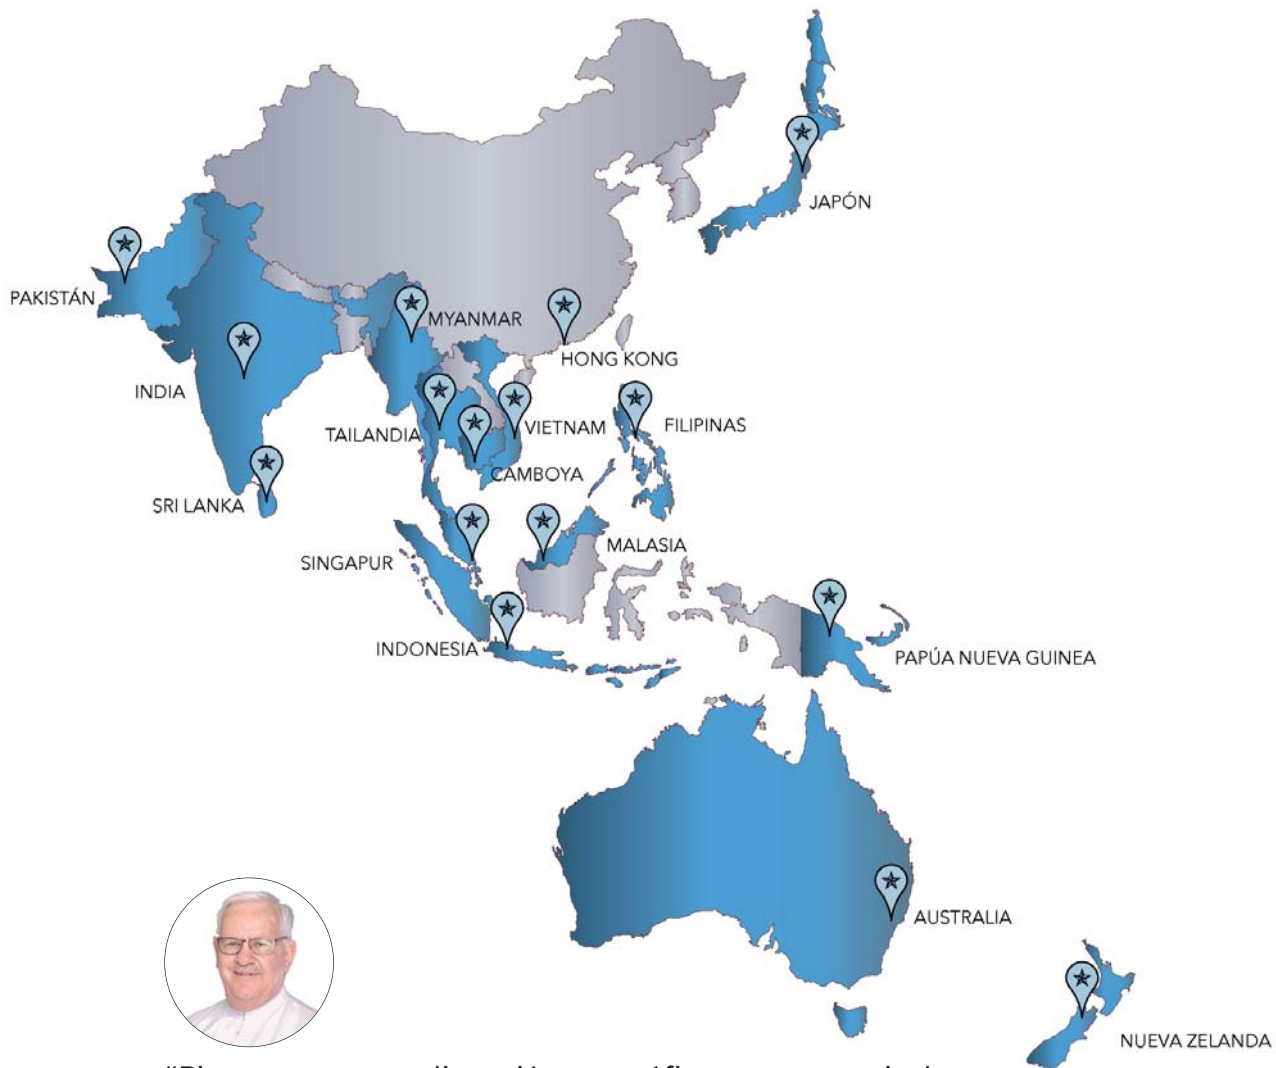 JAPÓN
PAKISTÁN
MYANMAR
HONG KONG
INDIA
TAILANDIA
VIETNAM
FILIPINAS
CAMBOYA
SRI LANKA
MALASIA
SINGAPUR
INDONESIA
PAPÚA NUEVA GUINEA
AUSTRALIA
NUEVA ZELANDA